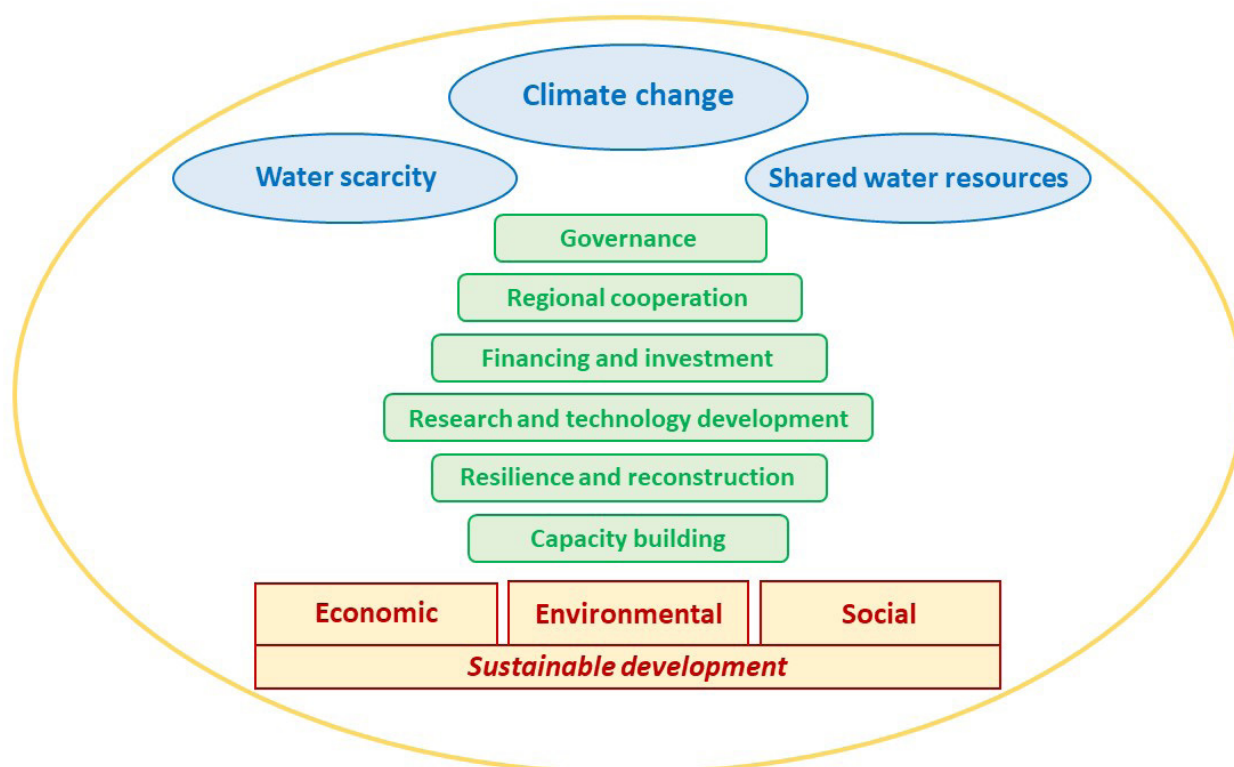 Climate change
Water scarcity
Shared water resources
Governance
Regional cooperation
Financing and investment
Research and technology development
Resilience and reconstruction
Capacity building
Economic
Environmental
Social
Sustainable development